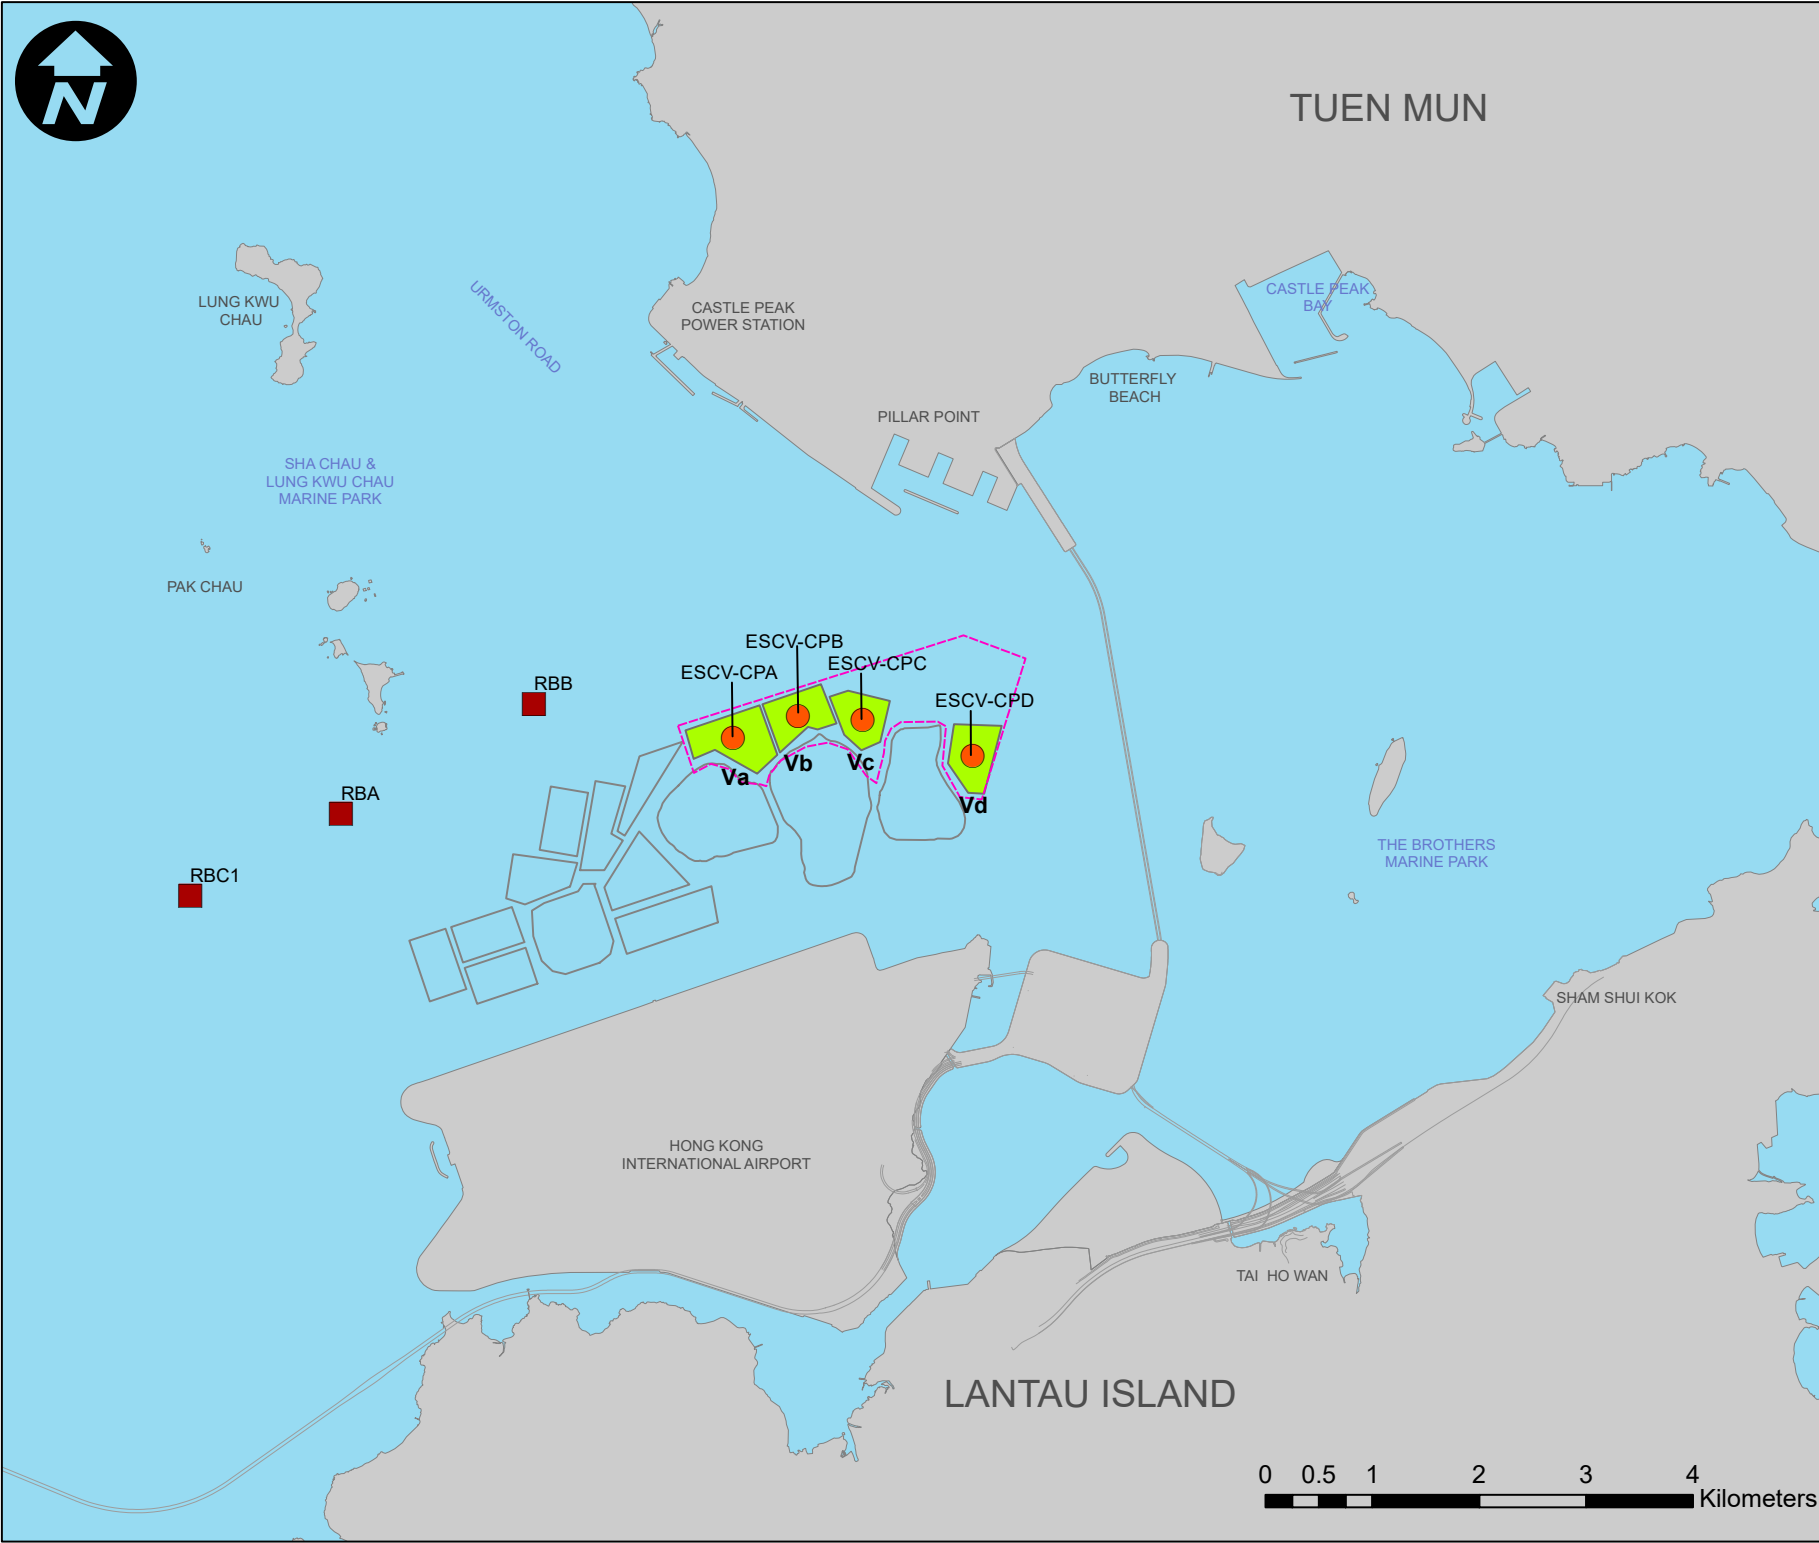 N
TUEN MUN
LUNG KWU
CHAU
URMSTON ROAD
CASTLE PEAK
POWER STATION
CASTLE PEAK
BAY
BUTTERFLY
BEACH
PILLAR POINT
SHA CHAU &
LUNG KWU CHAU
MARINE PARK
PAK CHAU
ESCV-CPB
ESCV-CPC
ESCV-CPA
RBB
ESCV-CPD
Va
Vb
Vc
Vd
RBA
THE BROTHERS
MARINE PARK
RBC1
SHAM SHUI KOK
HONG KONG
INTERNATIONAL AIRPORT
TAI HO WAN
LANTAU ISLAND
0 0.5 1 2 3 4
Kilometers